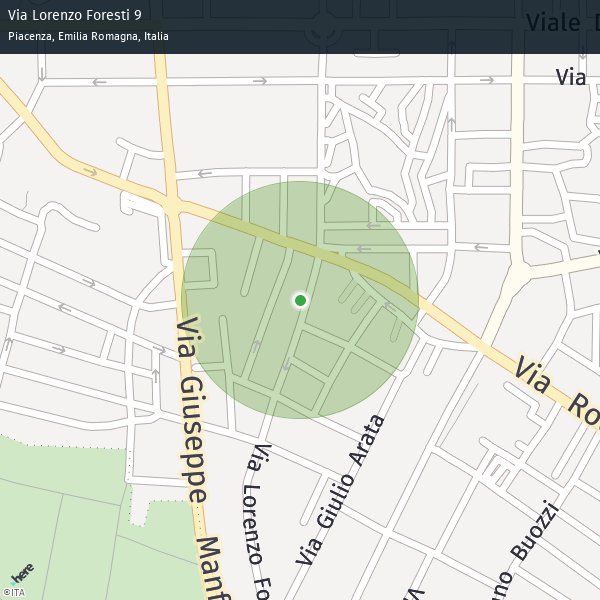 Via Lorenzo Foresti 9
Piacenza, Emilia Romagna, Italia
Viale D
Via
Via Giuseppe Manf
Via Ro
Via Lorenzo Fo
Via Giulio Arata
no Buozzi
V
here
©ITA